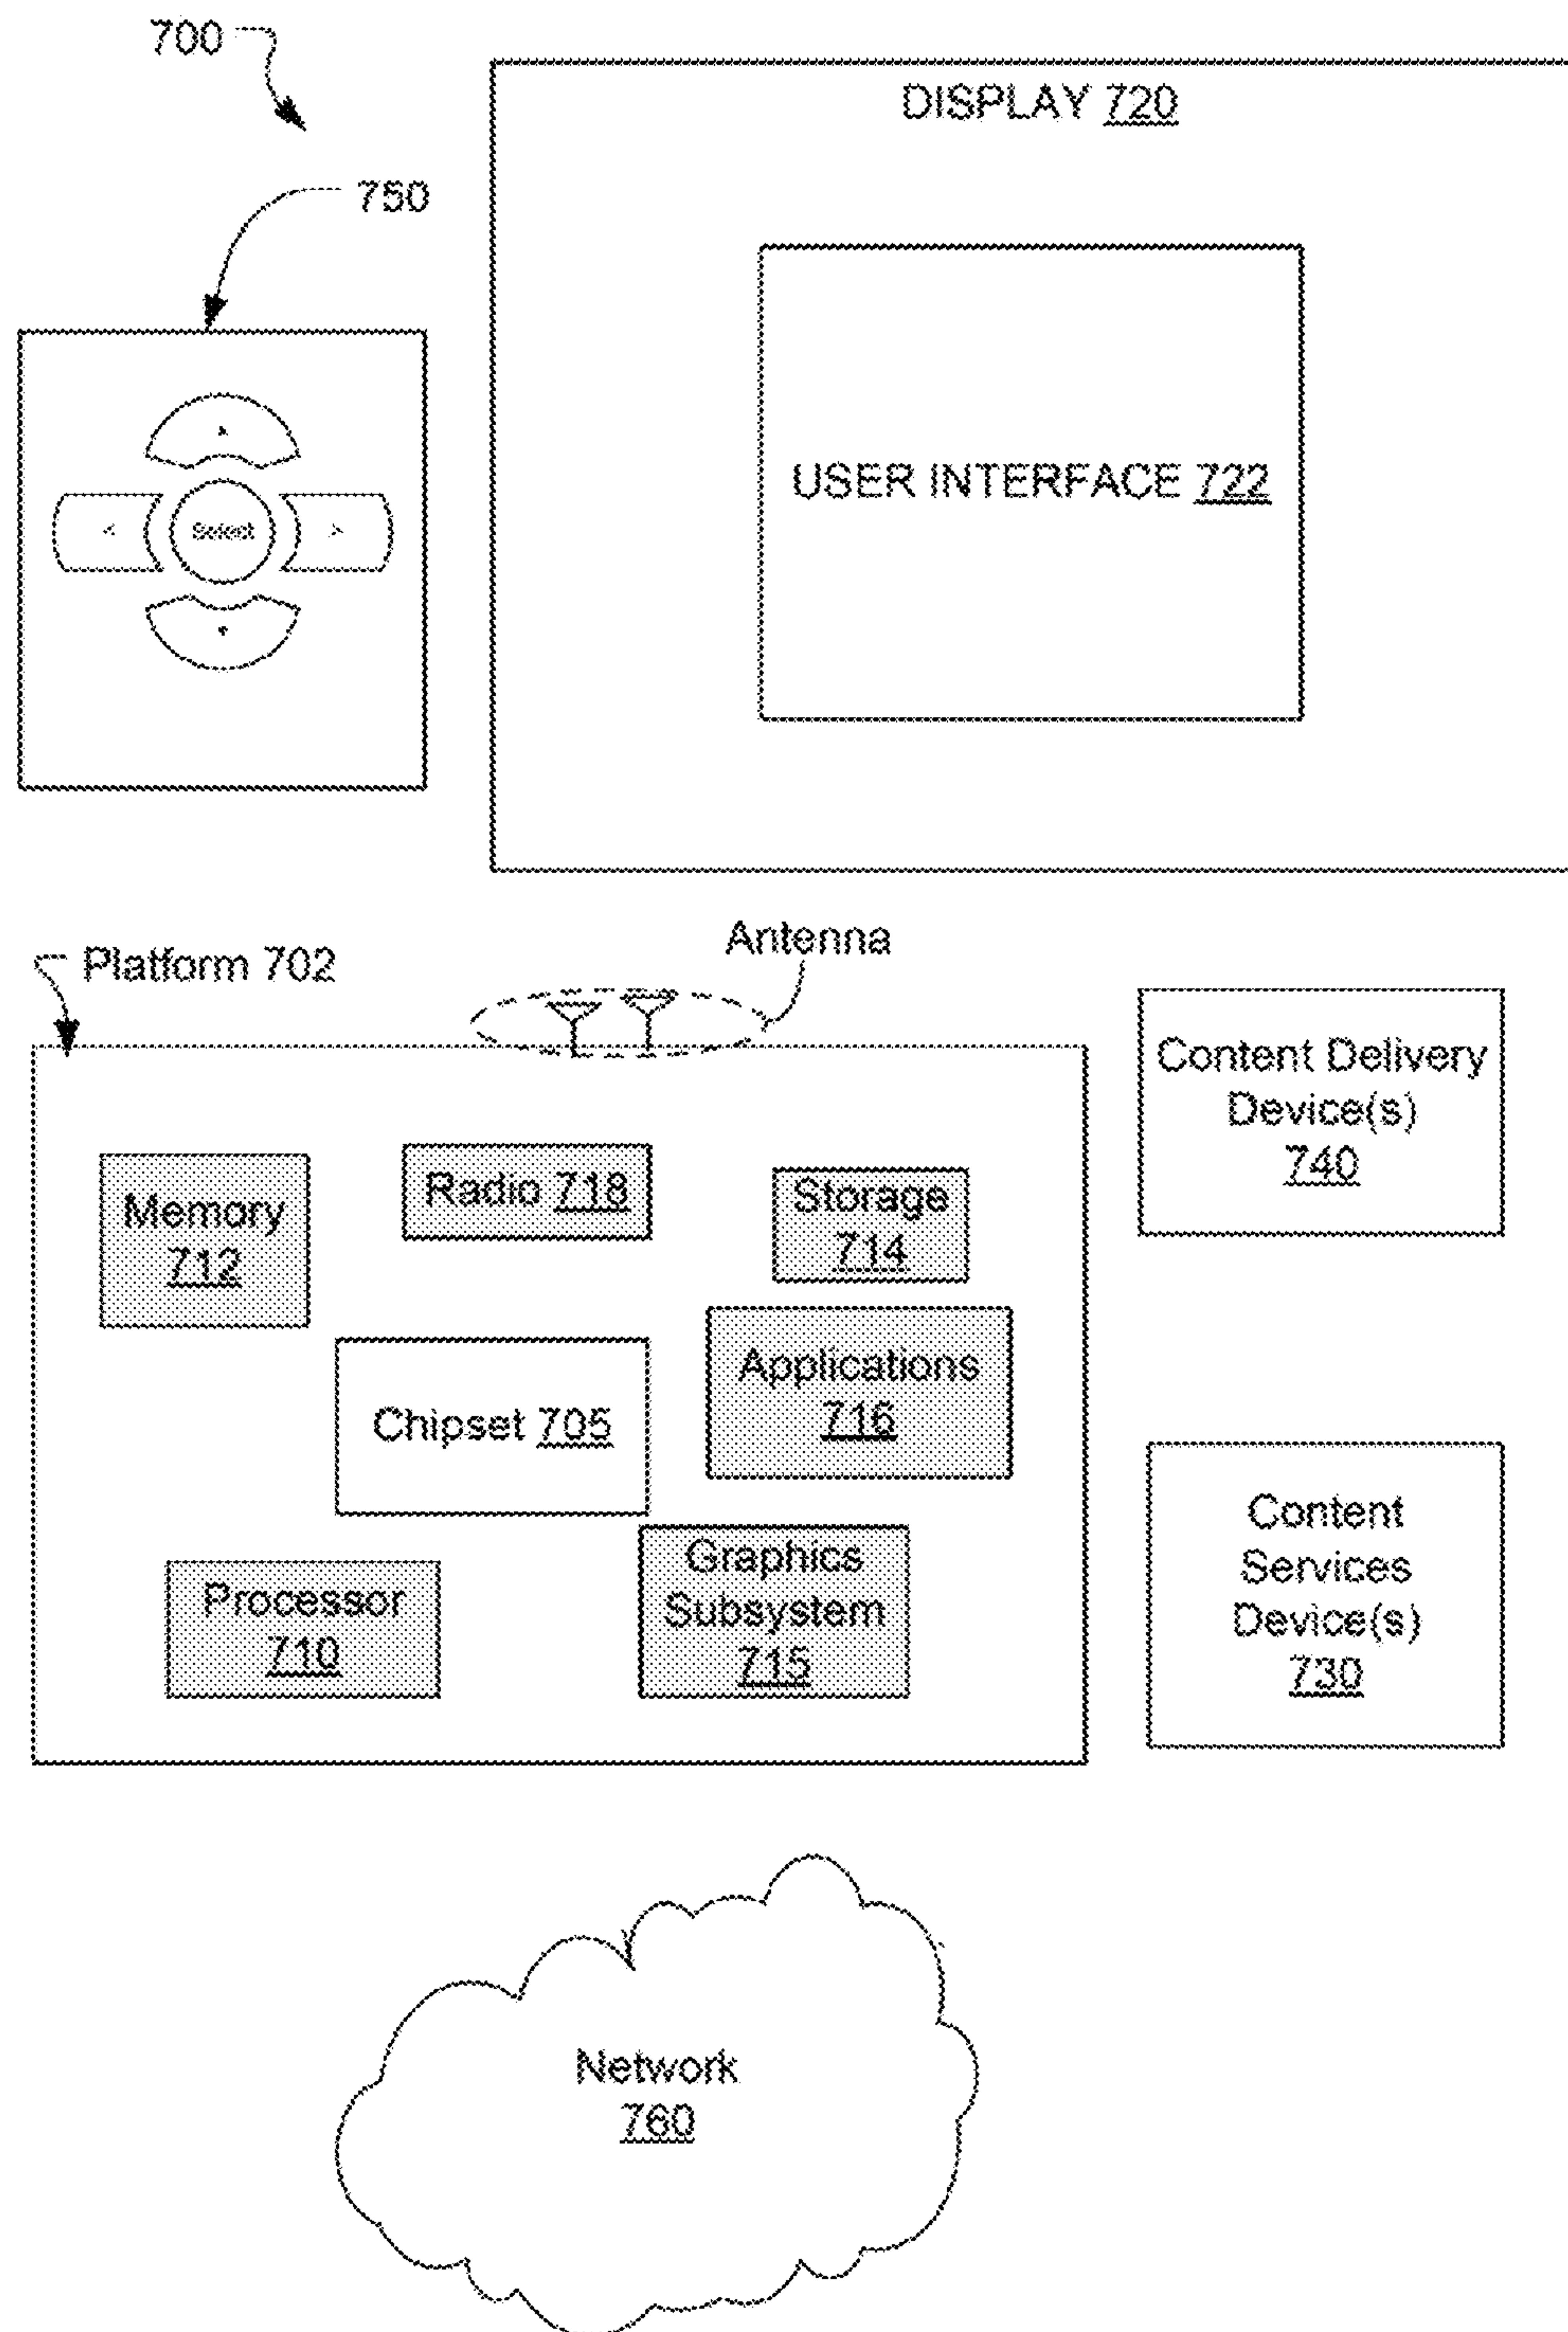 700
DISPLAY 720
750
USER INTERFACE 722
<
Select
>
Antenna
Platform 702
Content Delivery
Device(s)
740
Memory
712
Radio 718
Storage
714
Chipset 705
Applications
716
Content
Services
Device(s)
730
Processor
710
Graphics
Subsystem
715
Network
760